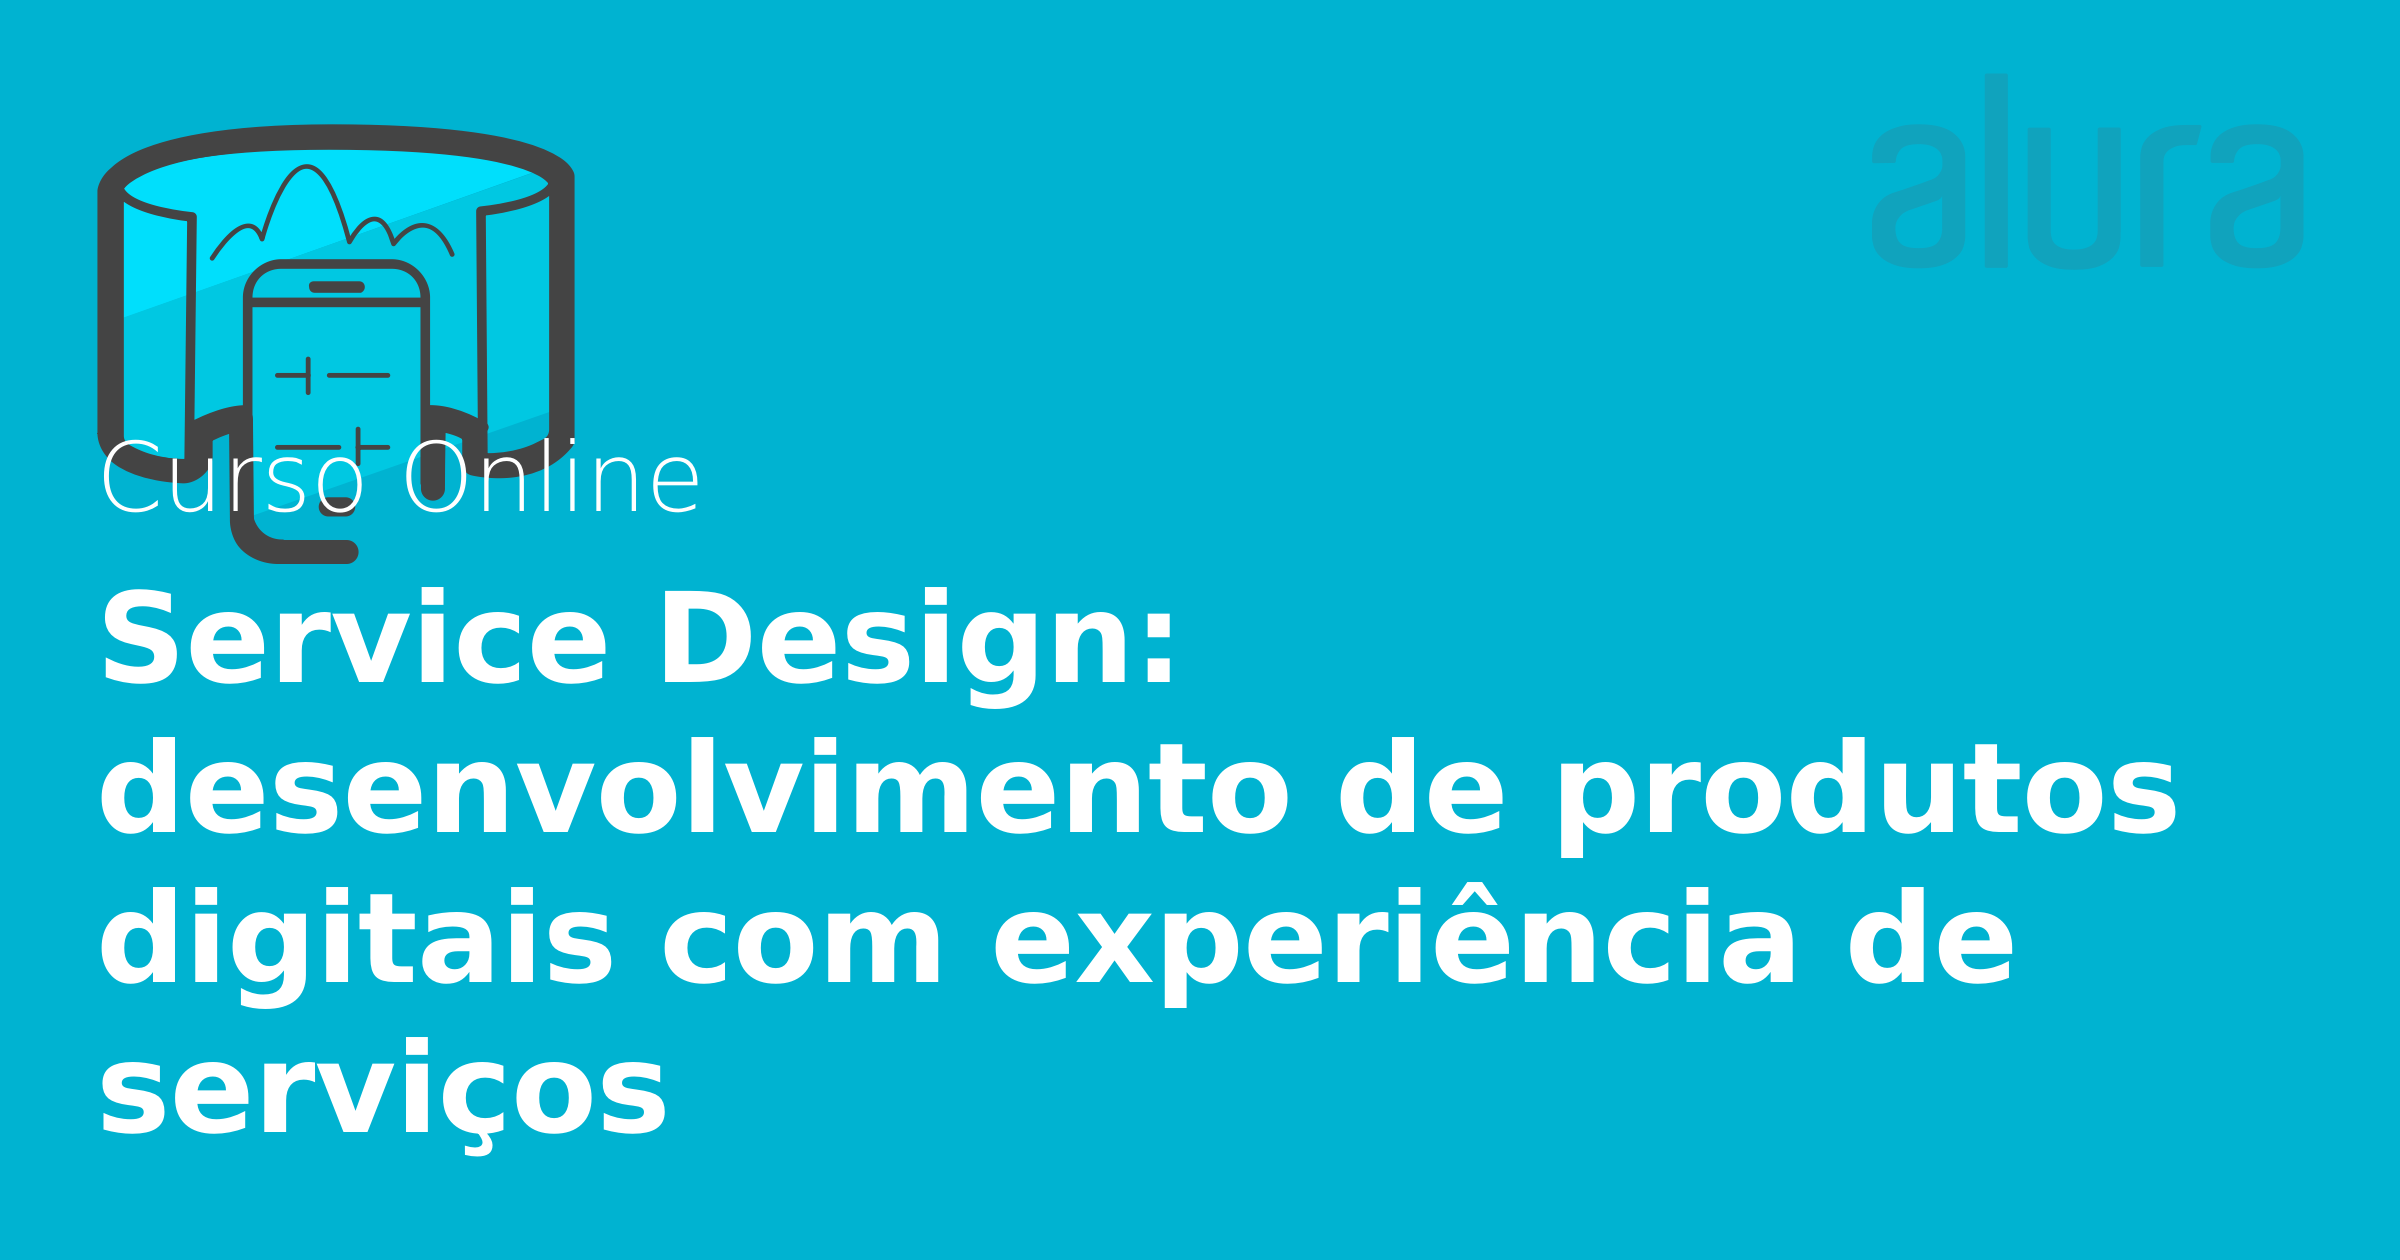 alura
Curso Online
Service Design:
desenvolvimento de produtos
digitais com experiência de
serviços